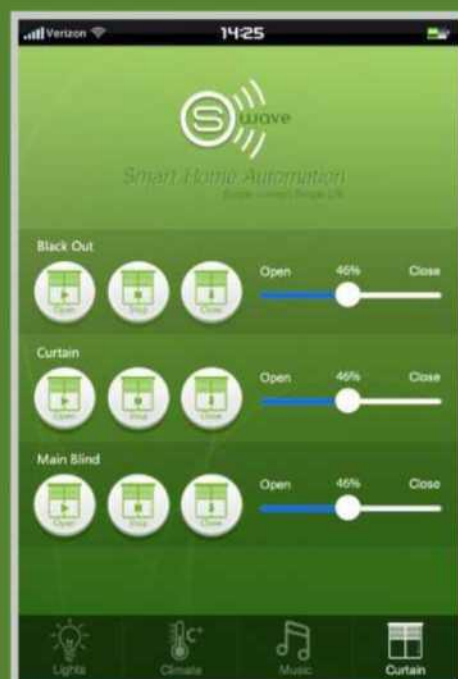 Verizon 14:25
S wave
Smart Home Automation
Black Out
Open 46% Close
Open Stop Close
Curtain
Open 46% Close
Open Stop Close
Main Blind
Open 46% Close
Open Stop Close
Lights C° Climate Music Curtain